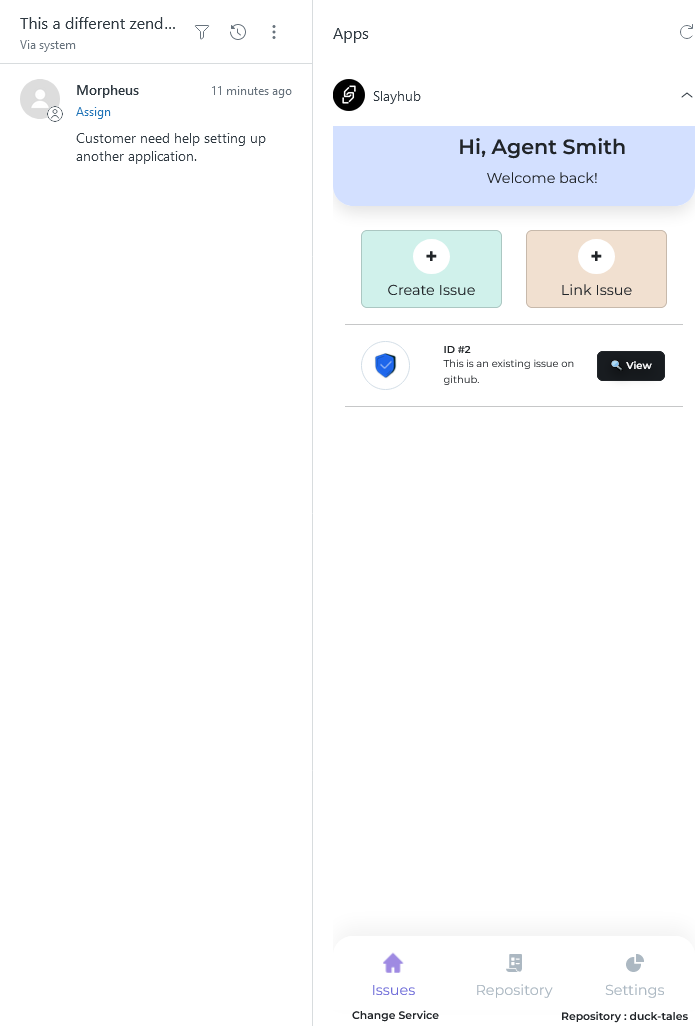 This a different zend...
Via system
Morpheus
11 minutes ago
Assign
Customer need help setting up
another application.
Apps
Slayhub
Hi, Agent Smith
Welcome back!
Create Issue
Link Issue
ID #2
This is an existing issue on
github.
View
Issues
Repository
Settings
Change Service
Repository : duck-tales